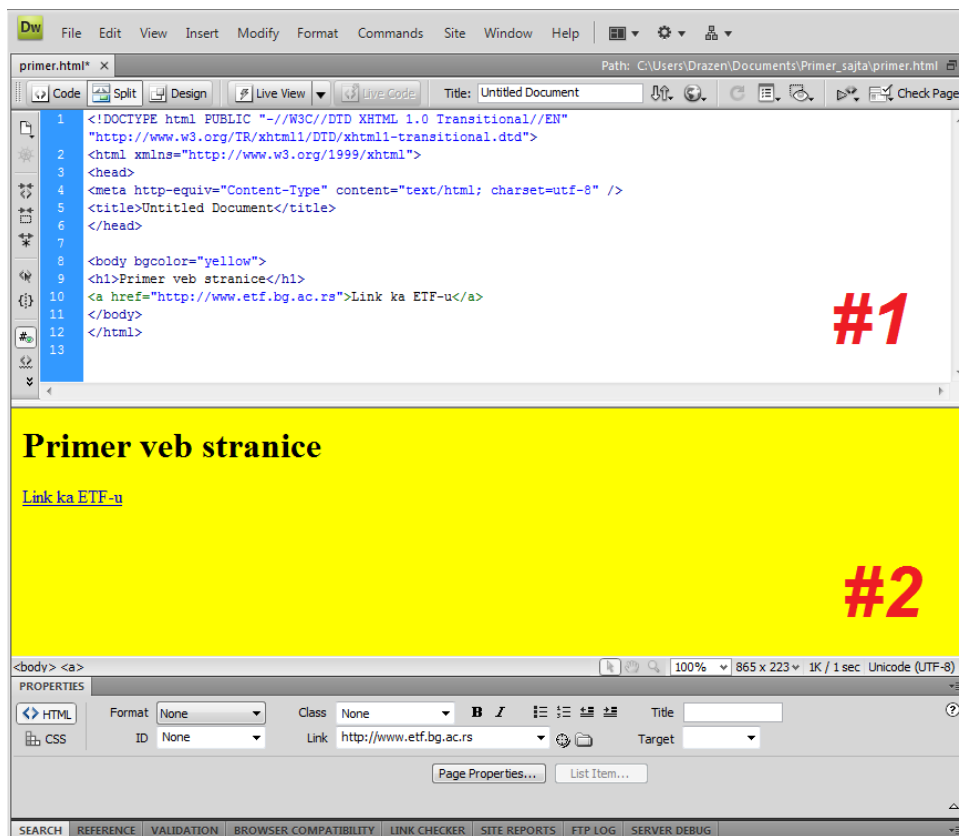 Dw File Edit View Insert Modify Format Commands Site Window Help
primer.html* × Path: C:\Users\Drazen\Documents\Primer_sajta\primer.html
Code Split Design Live View Live Code Title: Untitled Document Check Page
1 <!DOCTYPE html PUBLIC "-//W3C//DTD XHTML 1.0 Transitional//EN"
"http://www.w3.org/TR/xhtml1/DTD/xhtml1-transitional.dtd">
2 <html xmlns="http://www.w3.org/1999/xhtml">
3 <head>
4 <meta http-equiv="Content-Type" content="text/html; charset=utf-8" />
5 <title>Untitled Document</title>
6 </head>
7
8 <body bgcolor="yellow">
9 <h1>Primer veb stranice</h1>
10 <a href="http://www.etf.bg.ac.rs">Link ka ETF-u</a>
11 </body>
12 </html>
13
#1
Primer veb stranice
Link ka ETF-u
#2
<body> <a> 100% 865 x 223 1K / 1 sec Unicode (UTF-8)
PROPERTIES
HTML Format None Class None B I Title
CSS ID None Link http://www.etf.bg.ac.rs Target
Page Properties... List Item...
SEARCH REFERENCE VALIDATION BROWSER COMPATIBILITY LINK CHECKER SITE REPORTS FTP LOG SERVER DEBUG